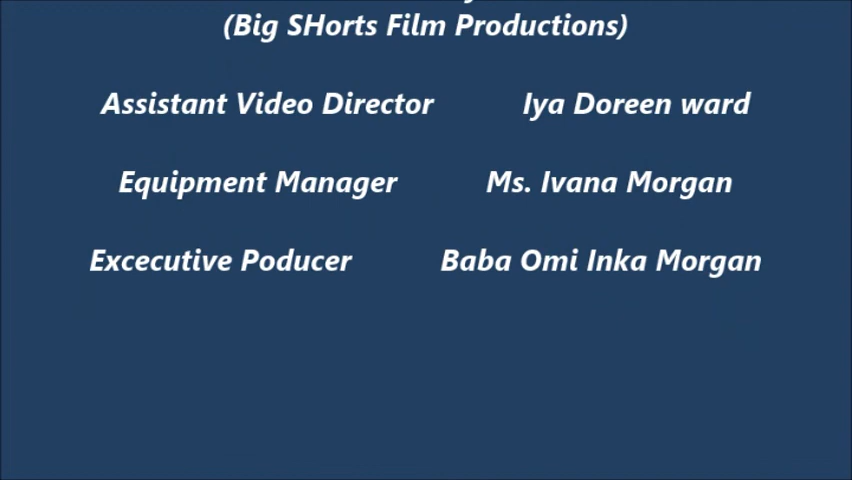 (Big SHorts Film Productions)
Assistant Video Director Iya Doreen ward
Equipment Manager Ms. Ivana Morgan
Excecutive Poducer Baba Omi Inka Morgan